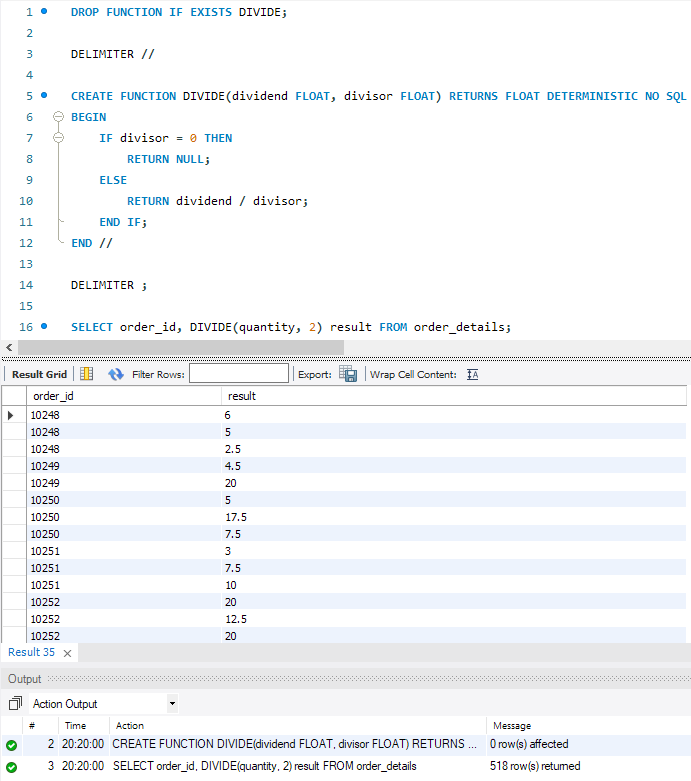 1 DROP FUNCTION IF EXISTS DIVIDE;
2
3 DELIMITER //
4
5 CREATE FUNCTION DIVIDE(dividend FLOAT, divisor FLOAT) RETURNS FLOAT DETERMINISTIC NO SQL
6 BEGIN
7 IF divisor = 0 THEN
8 RETURN NULL;
9 ELSE
10 RETURN dividend / divisor;
11 END IF;
12 END //
13
14 DELIMITER ;
15
16 SELECT order_id, DIVIDE(quantity, 2) result FROM order_details;
Result Grid Filter Rows: Export: Wrap Cell Content: IA
order_id result
10248 6
10248 5
10248 2.5
10249 4.5
10249 20
10250 5
10250 17.5
10250 7.5
10251 3
10251 7.5
10251 10
10252 20
10252 12.5
10252 20
Result 35 ×
Output
Action Output
# Time Action Message
2 20:20:00 CREATE FUNCTION DIVIDE(dividend FLOAT, divisor FLOAT) RETURNS ... 0 row(s) affected
3 20:20:00 SELECT order_id, DIVIDE(quantity, 2) result FROM order_details 518 row(s) returned